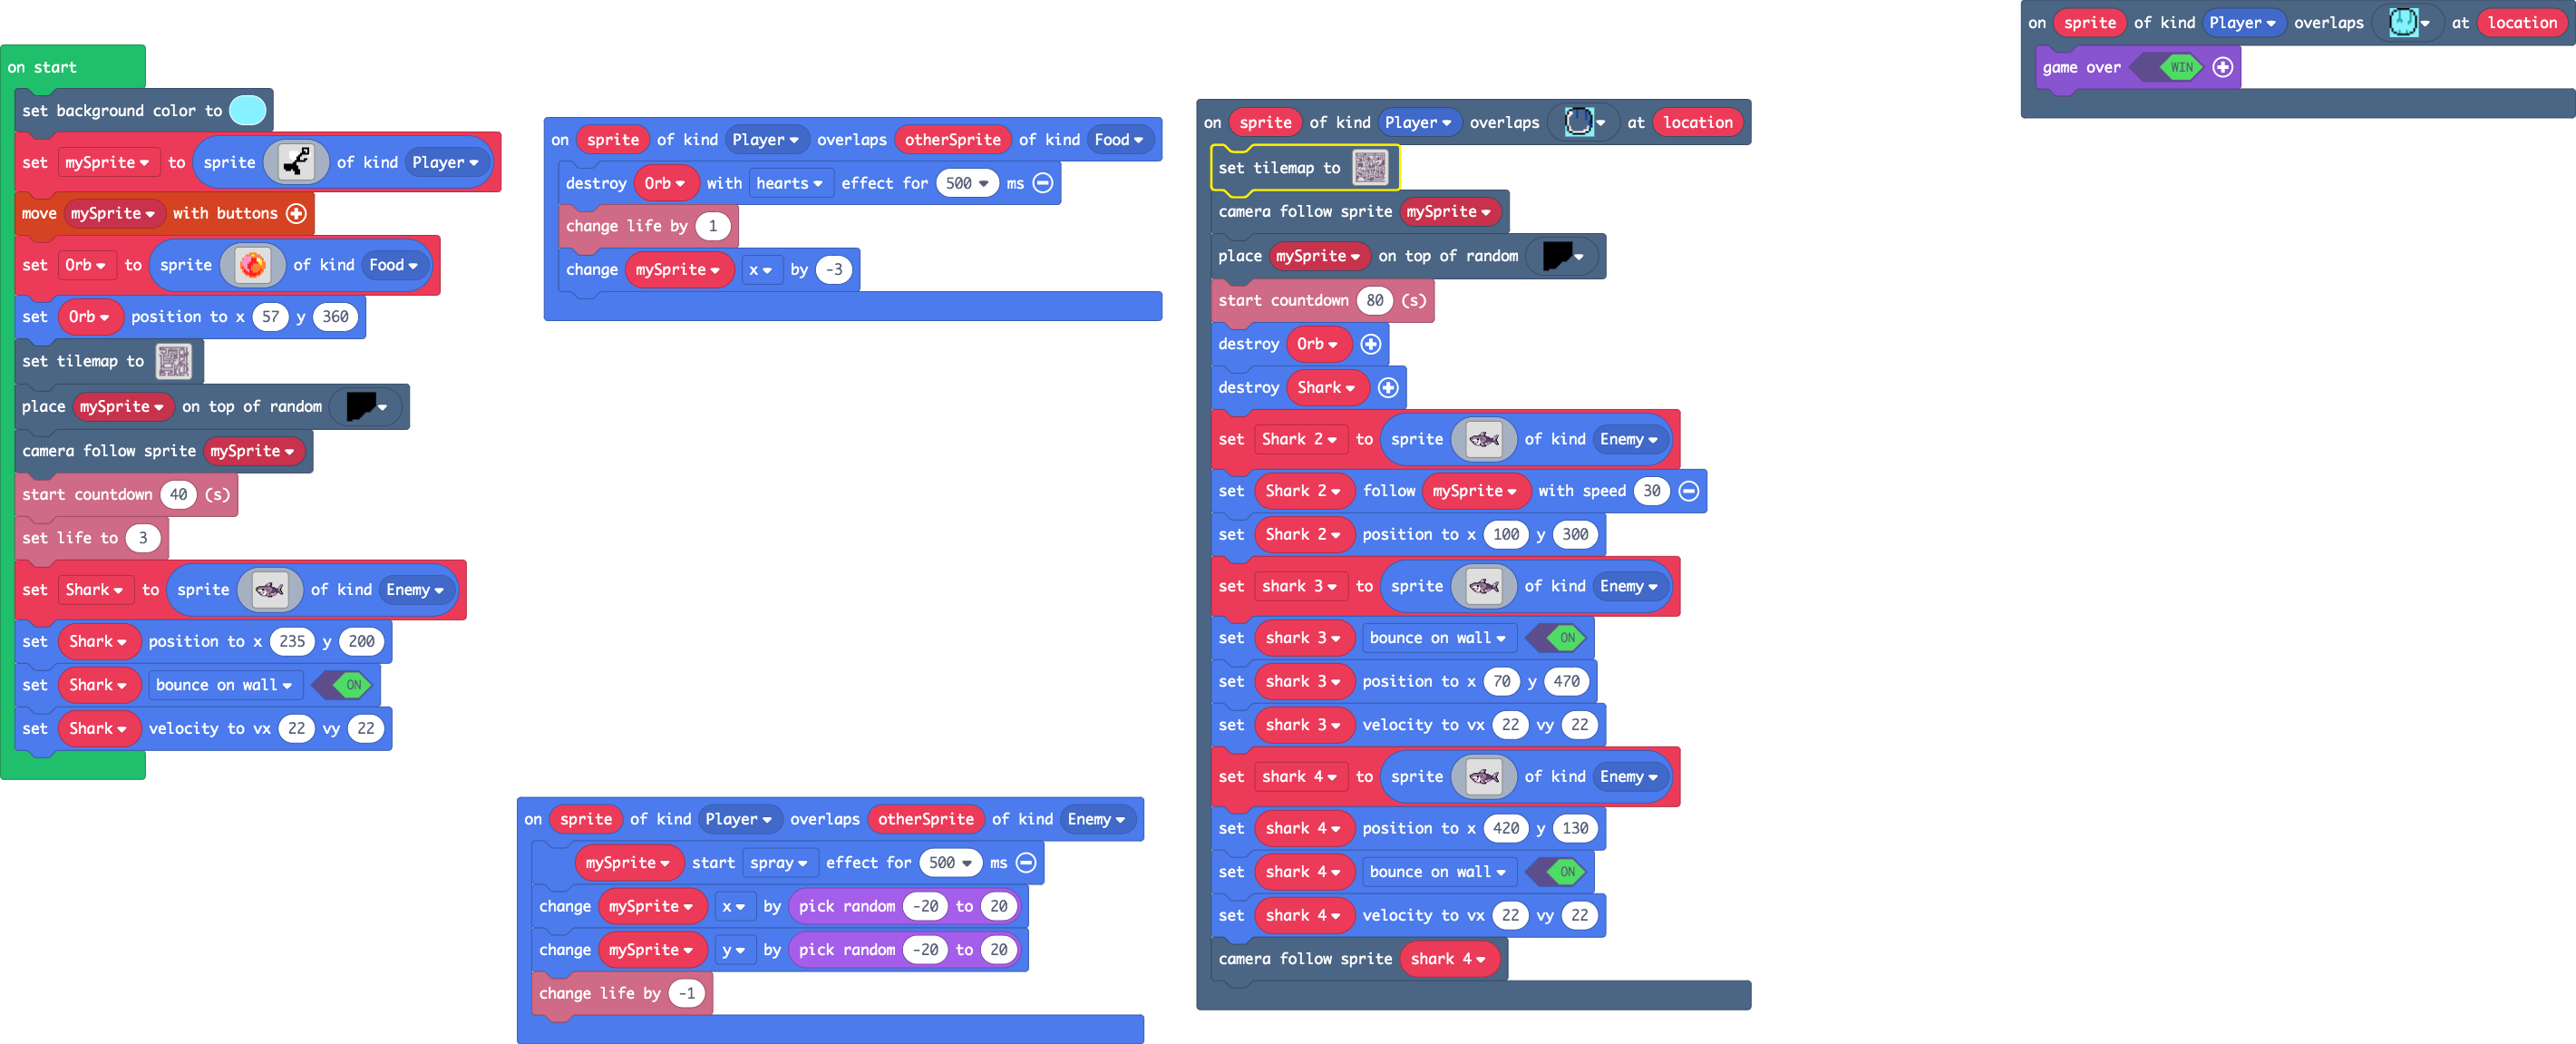 on start
set background color to
set mySprite to sprite of kind Player
move mySprite with buttons
set Orb to sprite of kind Food
set Orb position to x 57 y 360
set tilemap to
place mySprite on top of random
camera follow sprite mySprite
start countdown 40 (s)
set life to 3
set Shark to sprite of kind Enemy
set Shark position to x 235 y 200
set Shark bounce on wall ON
set Shark velocity to vx 22 vy 22
on sprite of kind Player overlaps otherSprite of kind Food
destroy Orb with hearts effect for 500 ms
change life by 1
change mySprite x by -3
on sprite of kind Player overlaps otherSprite of kind Enemy
mySprite start spray effect for 500 ms
change mySprite x by pick random -20 to 20
change mySprite y by pick random -20 to 20
change life by -1
on sprite of kind Player overlaps at location
set tilemap to
camera follow sprite mySprite
place mySprite on top of random
start countdown 80 (s)
destroy Orb
destroy Shark
set Shark 2 to sprite of kind Enemy
set Shark 2 follow mySprite with speed 30
set Shark 2 position to x 100 y 300
set shark 3 to sprite of kind Enemy
set shark 3 bounce on wall ON
set shark 3 position to x 70 y 470
set shark 3 velocity to vx 22 vy 22
set shark 4 to sprite of kind Enemy
set shark 4 position to x 420 y 130
set shark 4 bounce on wall ON
set shark 4 velocity to vx 22 vy 22
camera follow sprite shark 4
on sprite of kind Player overlaps at location
game over WIN